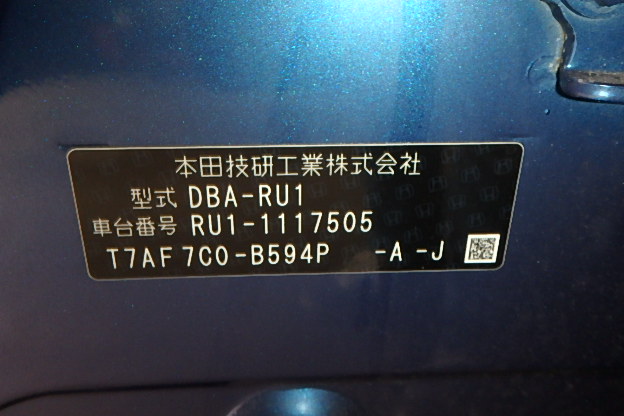 本田技研工業株式会社
型式 DBA-RU1
車台番号 RU1-1117505
T7AF7C0-B594P -A -J